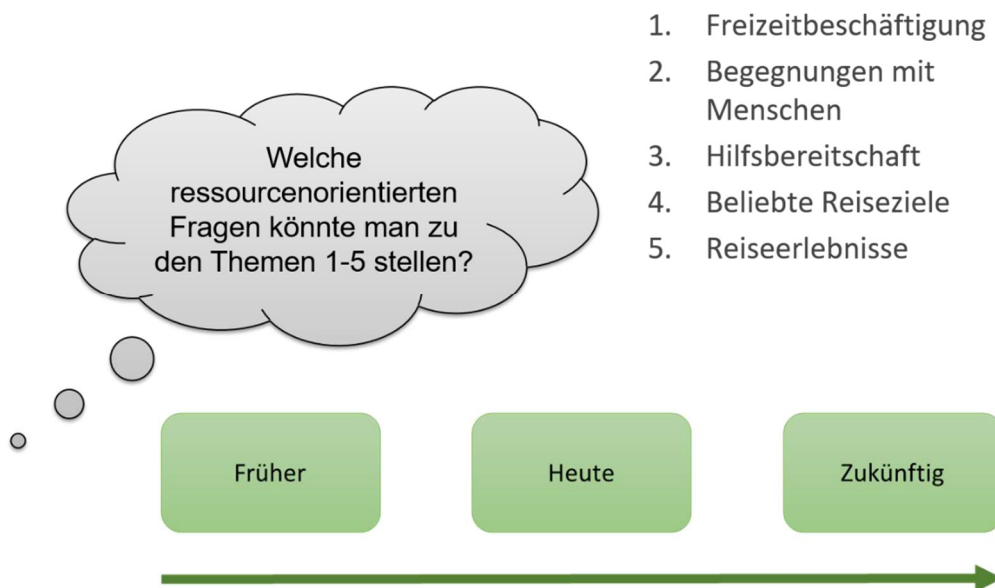 1. Freizeitbeschäftigung
2. Begegnungen mit
Menschen
3. Hilfsbereitschaft
4. Beliebte Reiseziele
5. Reiseerlebnisse
Welche
ressourcenorientierten
Fragen könnte man zu
den Themen 1-5 stellen?
Früher
Heute
Zukünftig